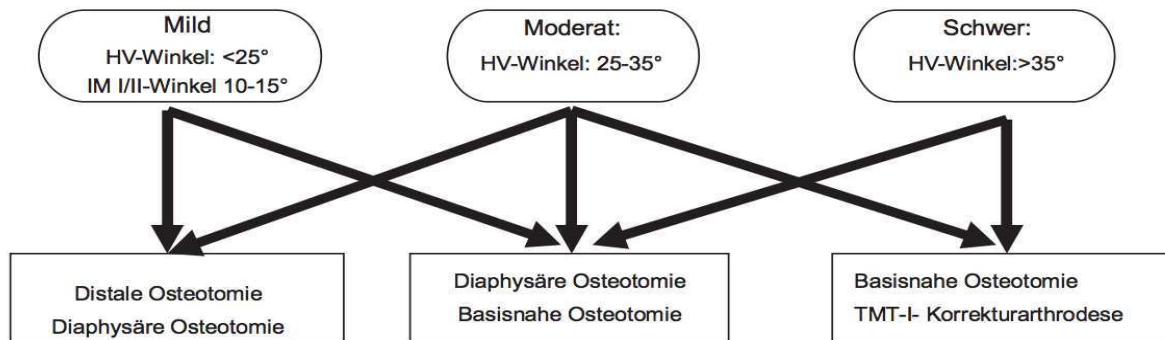 Mild
HV-Winkel: <25°
IM I/II-Winkel 10-15°
Moderat:
HV-Winkel: 25-35°
Schwer:
HV-Winkel:>35°
Distale Osteotomie
Diaphysäre Osteotomie
Diaphysäre Osteotomie
Basisnahe Osteotomie
Basisnahe Osteotomie
TMT-I- Korrekturarthrodese